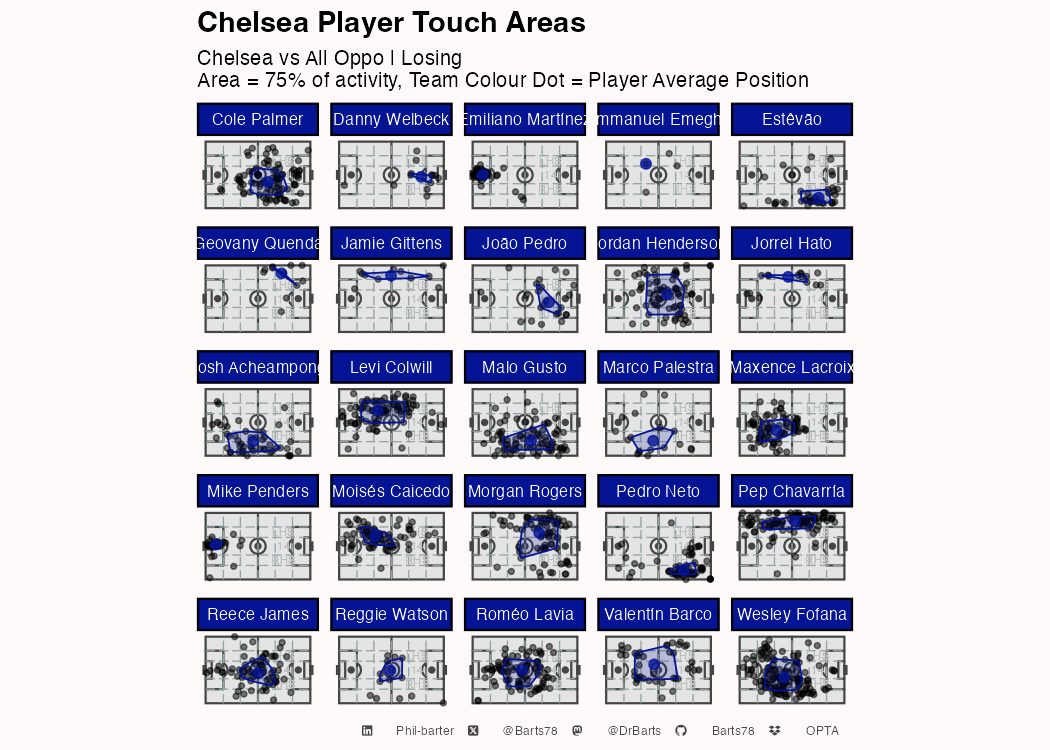 Chelsea Player Touch Areas
Chelsea vs All Oppo | Losing
Area = 75% of activity, Team Colour Dot = Player Average Position
Cole Palmer Danny Welbeck Emiliano Martínez mmanuel Emegh Estêvão
Geovany Quenda Jamie Gittens João Pedro ordan Henderson Jorrel Hato
osh Acheampong Levi Colwill Malo Gusto Marco Palestra Maxence Lacroix
Mike Penders Moisés Caicedo Morgan Rogers Pedro Neto Pep Chavarría
Reece James Reggie Watson Roméo Lavia Valentín Barco Wesley Fofana
Phil-barter @Barts78 @DrBarts Barts78 OPTA